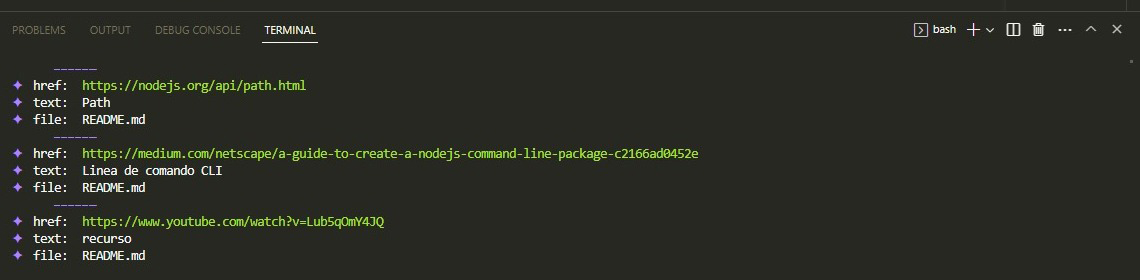 PROBLEMS OUTPUT DEBUG CONSOLE TERMINAL bash
------
✦ href: https://nodejs.org/api/path.html
✦ text: Path
✦ file: README.md
------
✦ href: https://medium.com/netscape/a-guide-to-create-a-nodejs-command-line-package-c2166ad0452e
✦ text: Linea de comando CLI
✦ file: README.md
------
✦ href: https://www.youtube.com/watch?v=Lub5qOmY4JQ
✦ text: recurso
✦ file: README.md